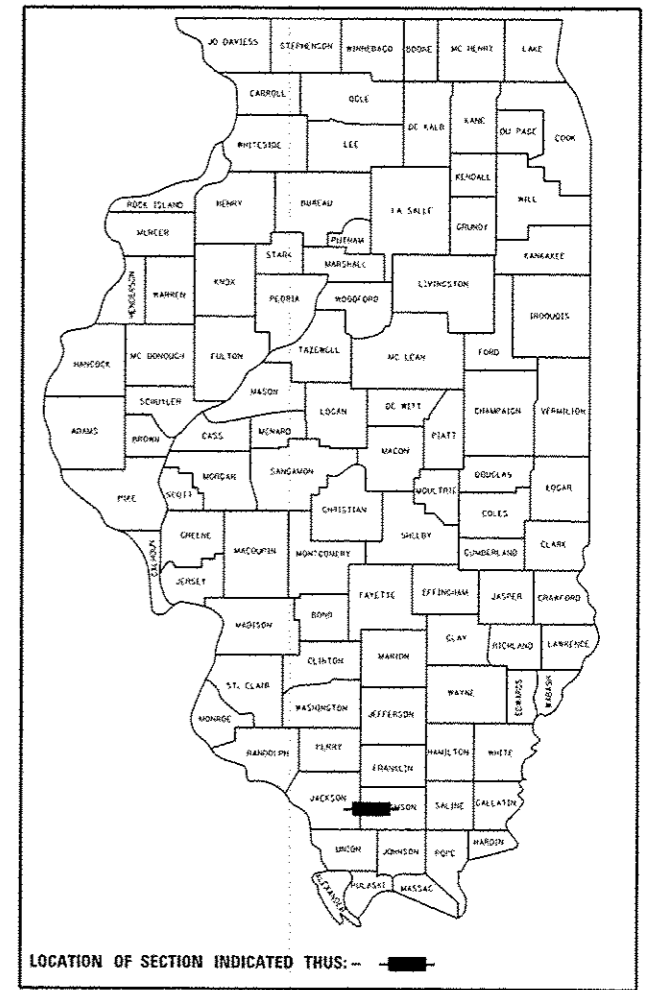 JO DAVIESS STEPHENSON WINNEBAGO BOONE MC HENRY LAKE
CARROLL OGLE
DE KALB KANE DU PAGE COOK
WHITESIDE LEE
KENDALL WILL
ROCK ISLAND HENRY BUREAU LA SALLE GRUNDY
MERCER PUTNAM
STARK MARSHALL KANKAKEE
HENDERSON WARREN KNOX PEORIA WOODFORD LIVINGSTON IROQUOIS
HANCOCK MC DONOUGH FULTON TAZEWELL MC LEAN FORD
SCHUYLER MASON LOGAN DE WITT CHAMPAIGN VERMILION
ADAMS BROWN CASS MENARD MACON PIATT
PIKE SCOTT MORGAN SANGAMON MOULTRIE DOUGLAS EDGAR
CHRISTIAN COLES
CALHOUN GREENE MACOUPIN MONTGOMERY SHELBY CUMBERLAND CLARK
JERSEY FAYETTE EFFINGHAM JASPER CRAWFORD
MADISON BOND
CLAY RICHLAND LAWRENCE
CLINTON MARION
ST. CLAIR WAYNE EDWARDS WABASH
MONROE WASHINGTON JEFFERSON
RANDOLPH PERRY HAMILTON WHITE
FRANKLIN
JACKSON MSON SALINE GALLATIN
UNION JOHNSON POPE HARDIN
ALEXANDER PULASKI MASSAC
LOCATION OF SECTION INDICATED THUS: -